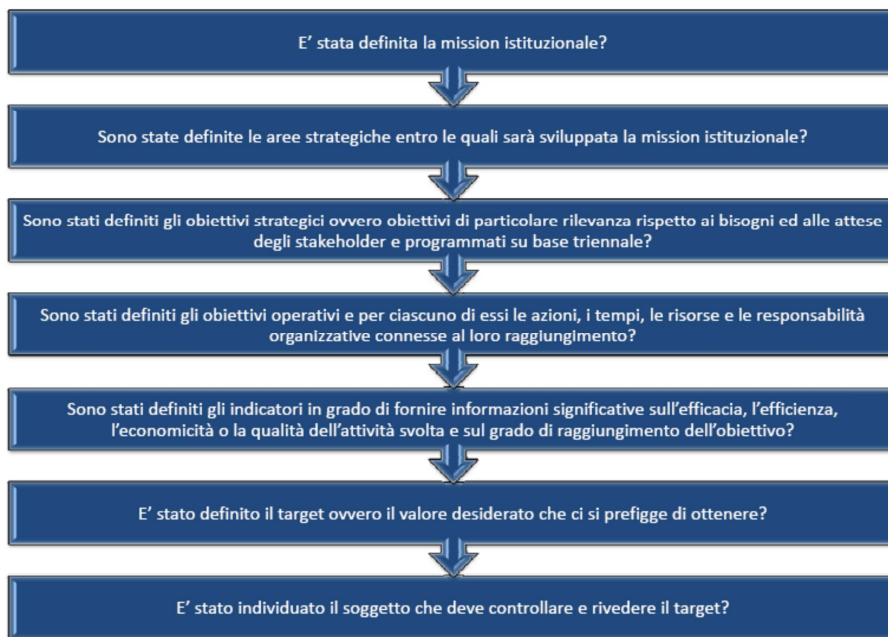 E' stata definita la mission istituzionale?
Sono state definite le aree strategiche entro le quali sarà sviluppata la mission istituzionale?
Sono stati definiti gli obiettivi strategici ovvero obiettivi di particolare rilevanza rispetto ai bisogni ed alle attese
degli stakeholder e programmati su base triennale?
Sono stati definiti gli obiettivi operativi e per ciascuno di essi le azioni, i tempi, le risorse e le responsabilità
organizzative connesse al loro raggiungimento?
Sono stati definiti gli indicatori in grado di fornire informazioni significative sull'efficacia, l'efficienza,
l'economicità o la qualità dell'attività svolta e sul grado di raggiungimento dell'obiettivo?
E' stato definito il target ovvero il valore desiderato che ci si prefigge di ottenere?
E' stato individuato il soggetto che deve controllare e rivedere il target?